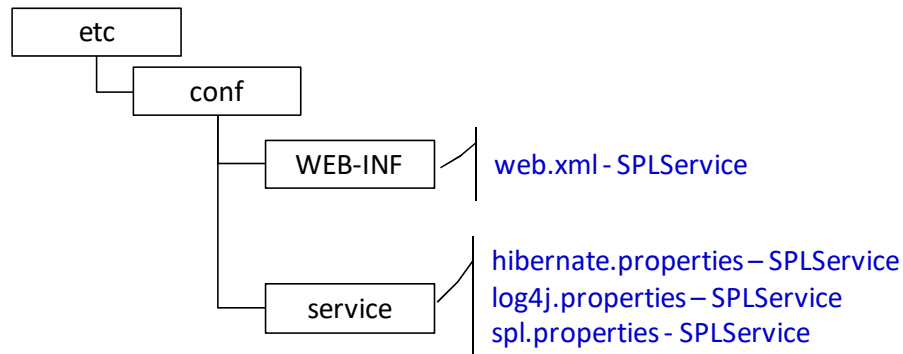 etc
conf
WEB-INF
web.xml - SPLService
hibernate.properties – SPLService
log4j.properties – SPLService
service
spl.properties - SPLService